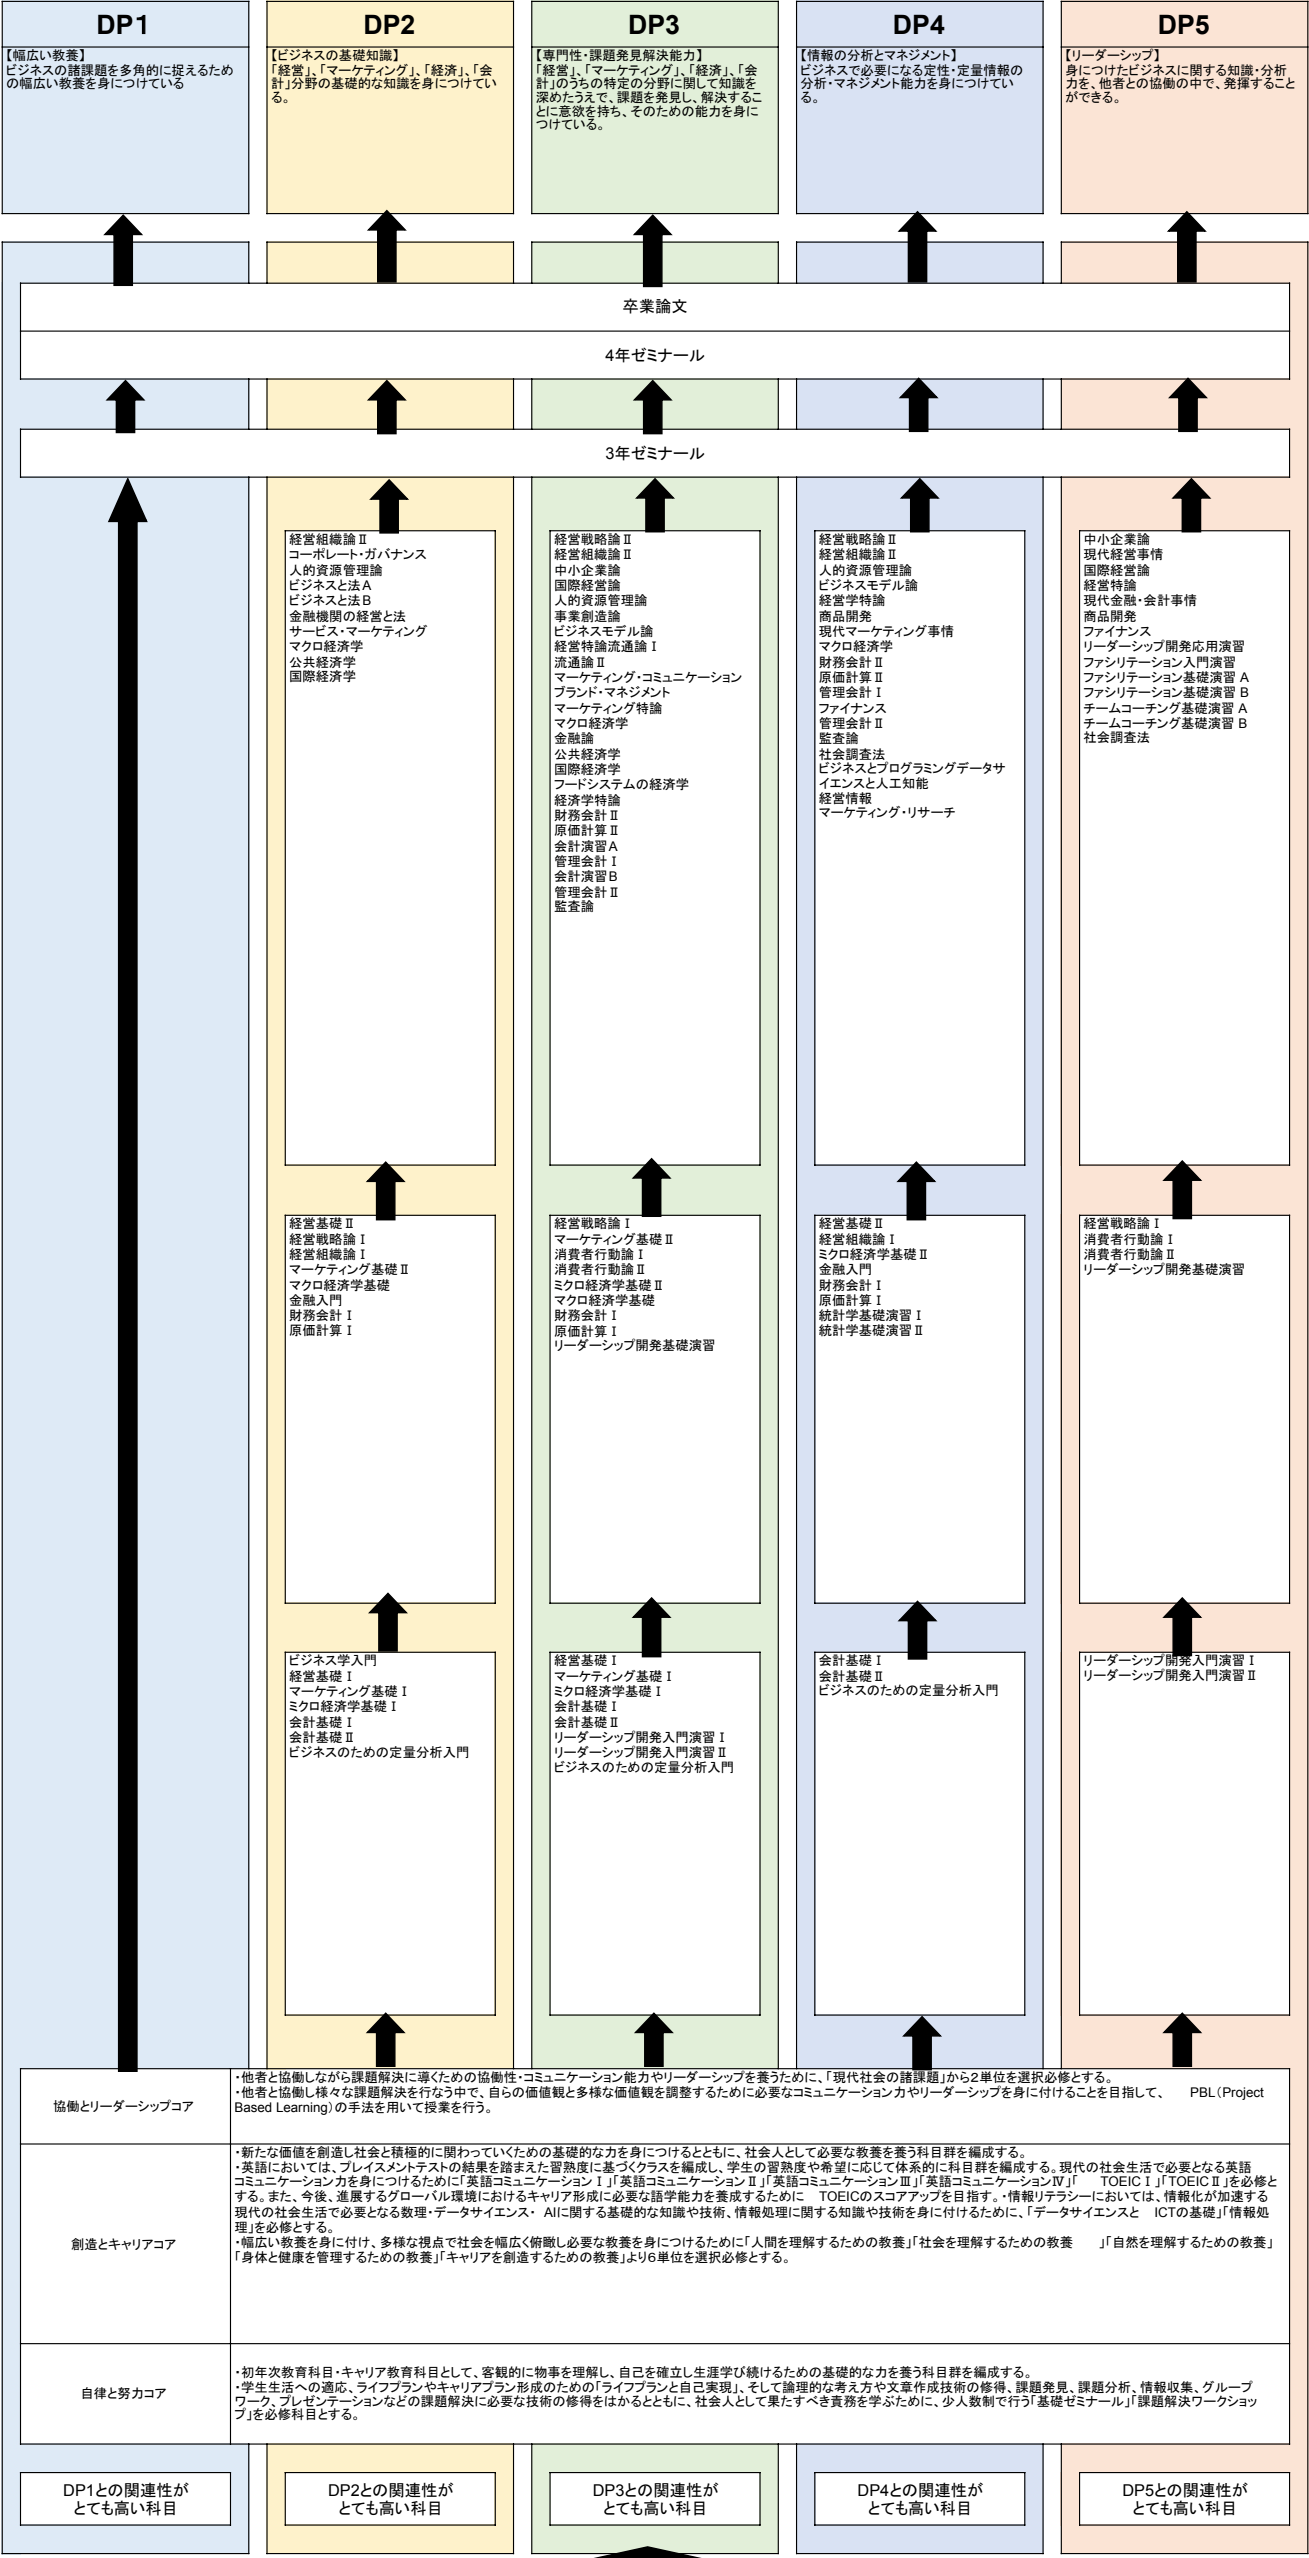 DP1
【幅広い教養】
ビジネスの諸課題を多角的に捉えるため
の幅広い教養を身につけている
DP2
【ビジネスの基礎知識】
「経営」、「マーケティング」、「経済」、「会
計」分野の基礎的な知識を身につけてい
る。
DP3
【専門性・課題発見解決能力】
「経営」、「マーケティング」、「経済」、「会
計」のうちの特定の分野に関して知識を
深めたうえで、課題を発見し、解決するこ
とに意欲を持ち、そのための能力を身に
つけている。
DP4
【情報の分析とマネジメント】
ビジネスで必要になる定性・定量情報の
分析・マネジメント能力を身につけてい
る。
DP5
【リーダーシップ】
身につけたビジネスに関する知識・分析
力を、他者との協働の中で、発揮すること
ができる。
卒業論文
4年ゼミナール
3年ゼミナール
経営組織論Ⅱ
コーポレート・ガバナンス
人的資源管理論
ビジネスと法A
ビジネスと法B
金融機関の経営と法
サービス・マーケティング
マクロ経済学
公共経済学
国際経済学
経営戦略論Ⅱ
経営組織論Ⅱ
中小企業論
国際経営論
人的資源管理論
事業創造論
ビジネスモデル論
経営特論流通論Ⅰ
流通論Ⅱ
マーケティング・コミュニケーション
ブランド・マネジメント
マーケティング特論
マクロ経済学
金融論
公共経済学
国際経済学
フードシステムの経済学
経済学特論
財務会計Ⅱ
原価計算Ⅱ
会計演習A
管理会計Ⅰ
会計演習B
管理会計Ⅱ
監査論
経営戦略論Ⅱ
経営組織論Ⅱ
人的資源管理論
ビジネスモデル論
経営学特論
商品開発
現代マーケティング事情
マクロ経済学
財務会計Ⅱ
原価計算Ⅱ
管理会計Ⅰ
ファイナンス
管理会計Ⅱ
監査論
社会調査法
ビジネスとプログラミングデータサ
イエンスと人工知能
経営情報
マーケティング・リサーチ
中小企業論
現代経営事情
国際経営論
経営特論
現代金融・会計事情
商品開発
ファイナンス
リーダーシップ開発応用演習
ファシリテーション入門演習
ファシリテーション基礎演習 A
ファシリテーション基礎演習 B
チームコーチング基礎演習 A
チームコーチング基礎演習 B
社会調査法
経営基礎Ⅱ
経営戦略論Ⅰ
経営組織論Ⅰ
マーケティング基礎Ⅱ
マクロ経済学基礎
金融入門
財務会計Ⅰ
原価計算Ⅰ
経営戦略論Ⅰ
マーケティング基礎Ⅱ
消費者行動論Ⅰ
消費者行動論Ⅱ
ミクロ経済学基礎Ⅱ
マクロ経済学基礎
財務会計Ⅰ
原価計算Ⅰ
リーダーシップ開発基礎演習
経営基礎Ⅱ
経営組織論Ⅰ
ミクロ経済学基礎Ⅱ
金融入門
財務会計Ⅰ
原価計算Ⅰ
統計学基礎演習Ⅰ
統計学基礎演習Ⅱ
経営戦略論Ⅰ
消費者行動論Ⅰ
消費者行動論Ⅱ
リーダーシップ開発基礎演習
ビジネス学入門
経営基礎Ⅰ
マーケティング基礎Ⅰ
ミクロ経済学基礎Ⅰ
会計基礎Ⅰ
会計基礎Ⅱ
ビジネスのための定量分析入門
経営基礎Ⅰ
マーケティング基礎Ⅰ
ミクロ経済学基礎Ⅰ
会計基礎Ⅰ
会計基礎Ⅱ
リーダーシップ開発入門演習Ⅰ
リーダーシップ開発入門演習Ⅱ
ビジネスのための定量分析入門
会計基礎Ⅰ
会計基礎Ⅱ
ビジネスのための定量分析入門
リーダーシップ開発入門演習Ⅰ
リーダーシップ開発入門演習Ⅱ
協働とリーダーシップコア
・他者と協働しながら課題解決に導くための協働性・コミュニケーション能力やリーダーシップを養うために、「現代社会の諸課題」から2単位を選択必修とする。
・他者と協働し様々な課題解決を行なう中で、自らの価値観と多様な価値観を調整するために必要なコミュニケーション力やリーダーシップを身に付けることを目指して、 PBL(Project
Based Learning)の手法を用いて授業を行う。
創造とキャリアコア
・新たな価値を創造し社会と積極的に関わっていくための基礎的な力を身につけるとともに、社会人として必要な教養を養う科目群を編成する。
・英語においては、プレイスメントテストの結果を踏まえた習熟度に基づくクラスを編成し、学生の習熟度や希望に応じて体系的に科目群を編成する。現代の社会生活で必要となる英語
コミュニケーション力を身につけるために「英語コミュニケーションⅠ」「英語コミュニケーションⅡ」「英語コミュニケーションⅢ」「英語コミュニケーションⅣ」「 TOEICⅠ」「TOEICⅡ」を必修と
する。また、今後、進展するグローバル環境におけるキャリア形成に必要な語学能力を養成するために TOEICのスコアアップを目指す。・情報リテラシーにおいては、情報化が加速する
現代の社会生活で必要となる数理・データサイエンス・ AIに関する基礎的な知識や技術、情報処理に関する知識や技術を身に付けるために、「データサイエンスと ICTの基礎」「情報処
理」を必修とする。
・幅広い教養を身に付け、多様な視点で社会を幅広く俯瞰し必要な教養を身につけるために「人間を理解するための教養」「社会を理解するための教養 」「自然を理解するための教養」
「身体と健康を管理するための教養」「キャリアを創造するための教養」より6単位を選択必修とする。
自律と努力コア
・初年次教育科目・キャリア教育科目として、客観的に物事を理解し、自己を確立し生涯学び続けるための基礎的な力を養う科目群を編成する。
・学生生活への適応、ライフプランやキャリアプラン形成のための「ライフプランと自己実現」、そして論理的な考え方や文章作成技術の修得、課題発見、課題分析、情報収集、グループ
ワーク、プレゼンテーションなどの課題解決に必要な技術の修得をはかるとともに、社会人として果たすべき責務を学ぶために、少人数制で行う「基礎ゼミナール」「課題解決ワークショッ
プ」を必修科目とする。
DP1との関連性が
とても高い科目
DP2との関連性が
とても高い科目
DP3との関連性が
とても高い科目
DP4との関連性が
とても高い科目
DP5との関連性が
とても高い科目